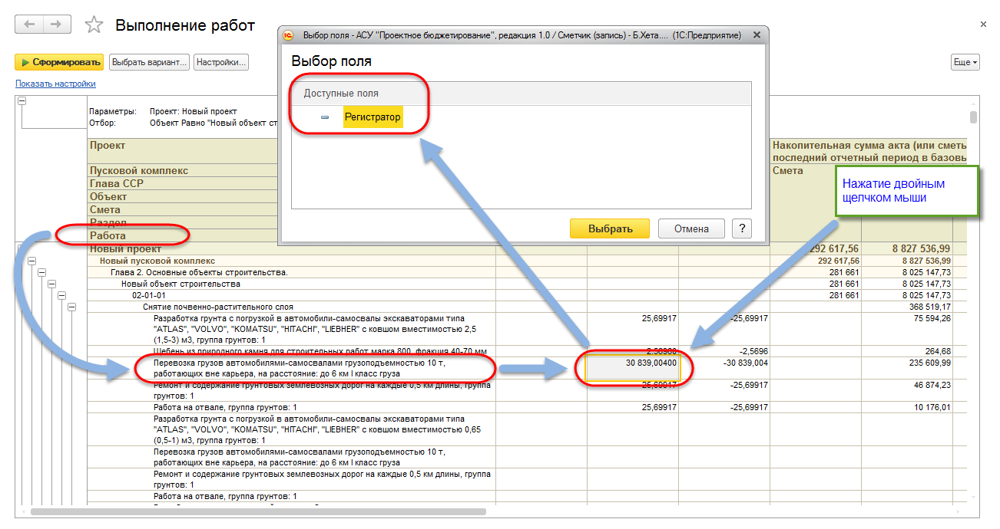 Выполнение работ
Сформировать
Выбрать вариант...
Настройки...
Еще
Показать настройки
Выбор поля - АСУ "Проектное бюджетирование", редакция 1.0 / Сметчик (запись) - Б.Хета.... (1С:Предприятие)
Выбор поля
Доступные поля
Регистратор
Выбрать
Отмена
?
Параметры: Проект: Новый проект
Отбор: Объект Равно "Новый объект ст
Проект
Накопительная сумма акта (или сметь
последний отчетный период в базовь
Пусковой комплекс
Смета
Глава ССР
Объект
Смета
Раздел
Работа
Нажатие двойным
щелчком мыши
Новый проект 292 617,56 8 827 536,99
Новый пусковой комплекс 292 617,56 8 827 536,99
Глава 2. Основные объекты строительства. 281 661 8 025 147,73
Новый объект строительства 281 661 8 025 147,73
02-01-01 281 661 8 025 147,73
Снятие почвенно-растительного слоя 368 519,17
Разработка грунта с погрузкой в автомобили-самосвалы экскаваторами типа 25,69917 -25,69917 75 594,26
"ATLAS", "VOLVO", "KOMATSU", "HITACHI", "LIEBHER" с ковшом вместимостью 2,5
(1,5-3) м3, группа грунтов: 1
Щебень из природного камня для строительных работ марка 800, фракция 40-70 мм 2,56960 -2,5696 264,68
Перевозка грузов автомобилями-самосвалами грузоподъемностью 10 т, 30 839,00400 -30 839,004 235 609,99
работающих вне карьера, на расстояние: до 6 км I класс груза
Ремонт и содержание грунтовых землевозных дорог на каждые 0,5 км длины, группа 25,69917 -25,69917 46 874,23
грунтов: 1
Работа на отвале, группа грунтов: 1 25,69917 -25,69917 10 176,01
Разработка грунта с погрузкой в автомобили-самосвалы экскаваторами типа
"ATLAS", "VOLVO", "KOMATSU", "HITACHI", "LIEBHER" с ковшом вместимостью 0,65
(0,5-1) м3, группа грунтов: 1
Перевозка грузов автомобилями-самосвалами грузоподъемностью 10 т,
работающих вне карьера, на расстояние: до 6 км I класс груза
Ремонт и содержание грунтовых землевозных дорог на каждые 0,5 км длины, группа
грунтов: 1
Работа на отвале, группа грунтов: 1